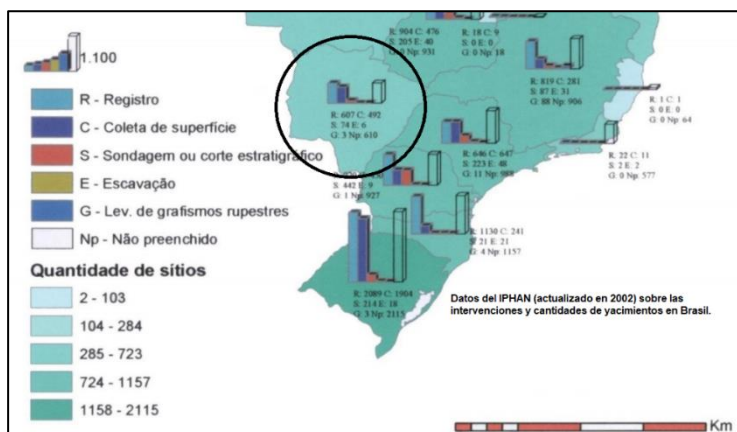 1.100
R - Registro
C - Coleta de superfície
S - Sondagem ou corte estratigráfico
E - Escavação
G - Lev. de grafismos rupestres
Np - Não preenchido
Quantidade de sítios
2 - 103
104 - 284
285 - 723
724 - 1157
1158 - 2115
R: 904 C: 476
S: 205 E: 40
Np: 931
R: 18 C: 9
S: 0 E: 0
G: 0 Np: 18
R: 819 C: 281
S: 87 E: 31
G: 88 Np: 906
R: 1 C: 1
S: 0 E: 0
G: 0 Np: 64
R: 607 C: 492
S: 74 E: 6
G: 3 Np: 610
R: 646 C: 647
S: 223 E: 48
G: 11 Np:
R: 22 C: 11
S: 2 E: 2
G: 0 Np: 577
S: 442 E: 9
G: 1 Np: 927
R: 1130 C: 241
S: 21 E: 21
G: 4 Np: 1157
R: 2089 C: 1904
S: 214 E: 18
G: 3 Np: 2115
Datos del IPHAN (actualizado en 2002) sobre las
intervenciones y cantidades de yacimientos en Brasil.
Km